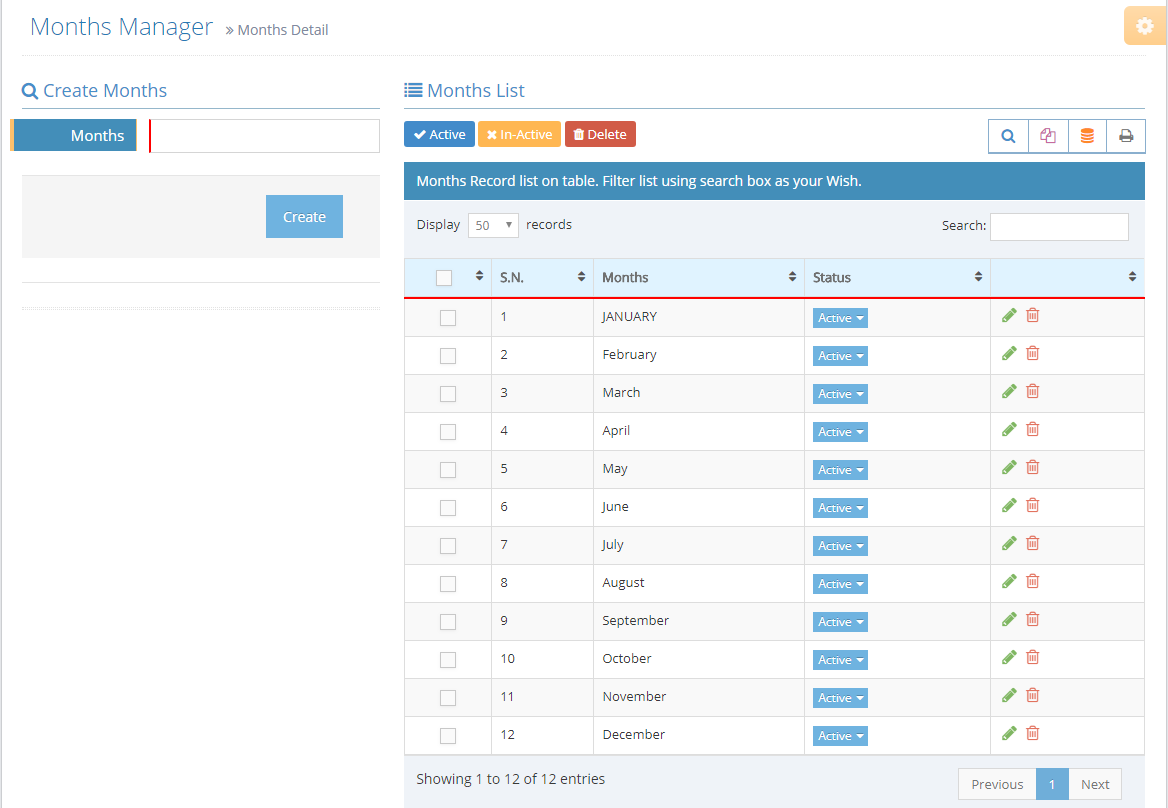 Months Manager » Months Detail
Create Months
Months
Create
Months List
Active In-Active Delete
Months Record list on table. Filter list using search box as your Wish.
Display 50 records Search:
S.N. Months Status
1 JANUARY Active
2 February Active
3 March Active
4 April Active
5 May Active
6 June Active
7 July Active
8 August Active
9 September Active
10 October Active
11 November Active
12 December Active
Showing 1 to 12 of 12 entries
Previous 1 Next